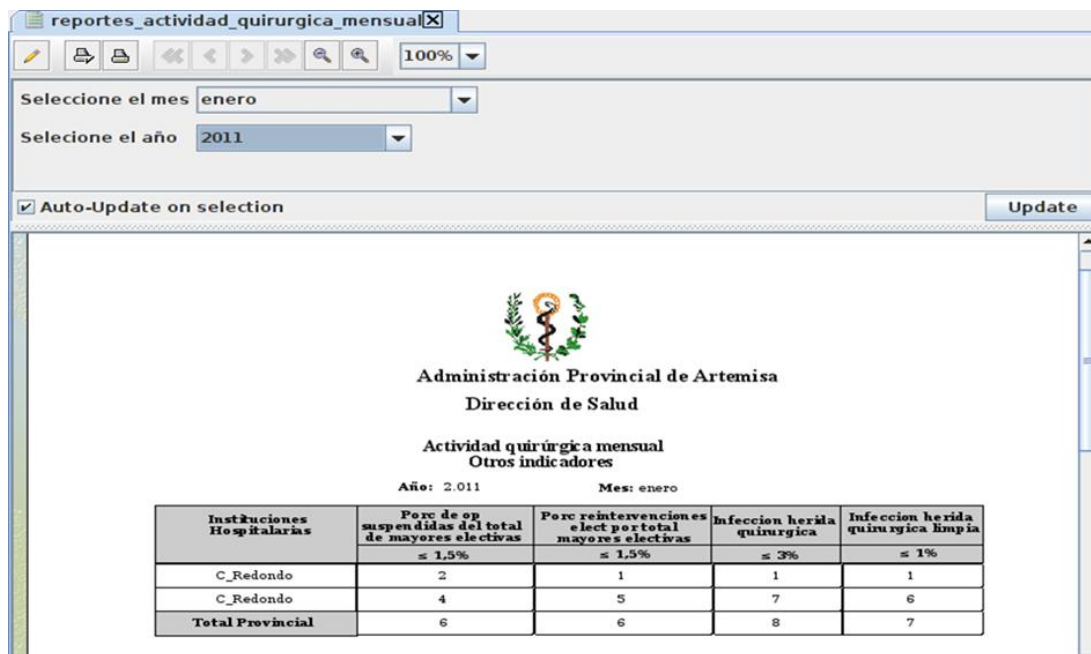 reportes_actividad_quirurgica_mensual
100%
Seleccione el mes enero
Selecione el año 2011
Auto-Update on selection Update
Administración Provincial de Artemisa
Dirección de Salud
Actividad quirúrgica mensual
Otros indicadores
Año: 2.011 Mes: enero
Instituciones Hospitalarias
Porc de op suspendidas del total de mayores electivas
Porc reintervenciones elect por total mayores electivas
Infeccion herida quirurgica
Infeccion herida quirurgica limpia
≤ 1,5% ≤ 1,5% ≤ 3% ≤ 1%
C_Redondo 2 1 1 1
C_Redondo 4 5 7 6
Total Provincial 6 6 8 7